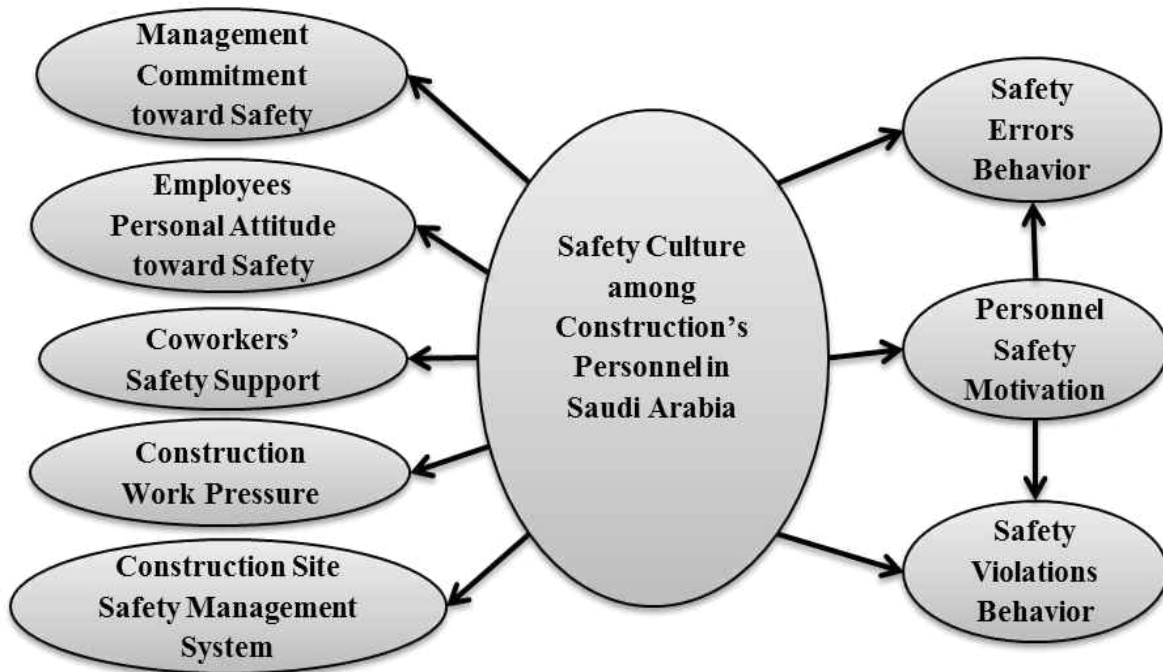 Management
Commitment
toward Safety
Employees
Personal Attitude
toward Safety
Coworkers'
Safety Support
Construction
Work Pressure
Construction Site
Safety Management
System
Safety Culture
among
Construction's
Personnel in
Saudi Arabia
Safety
Errors
Behavior
Personnel
Safety
Motivation
Safety
Violations
Behavior